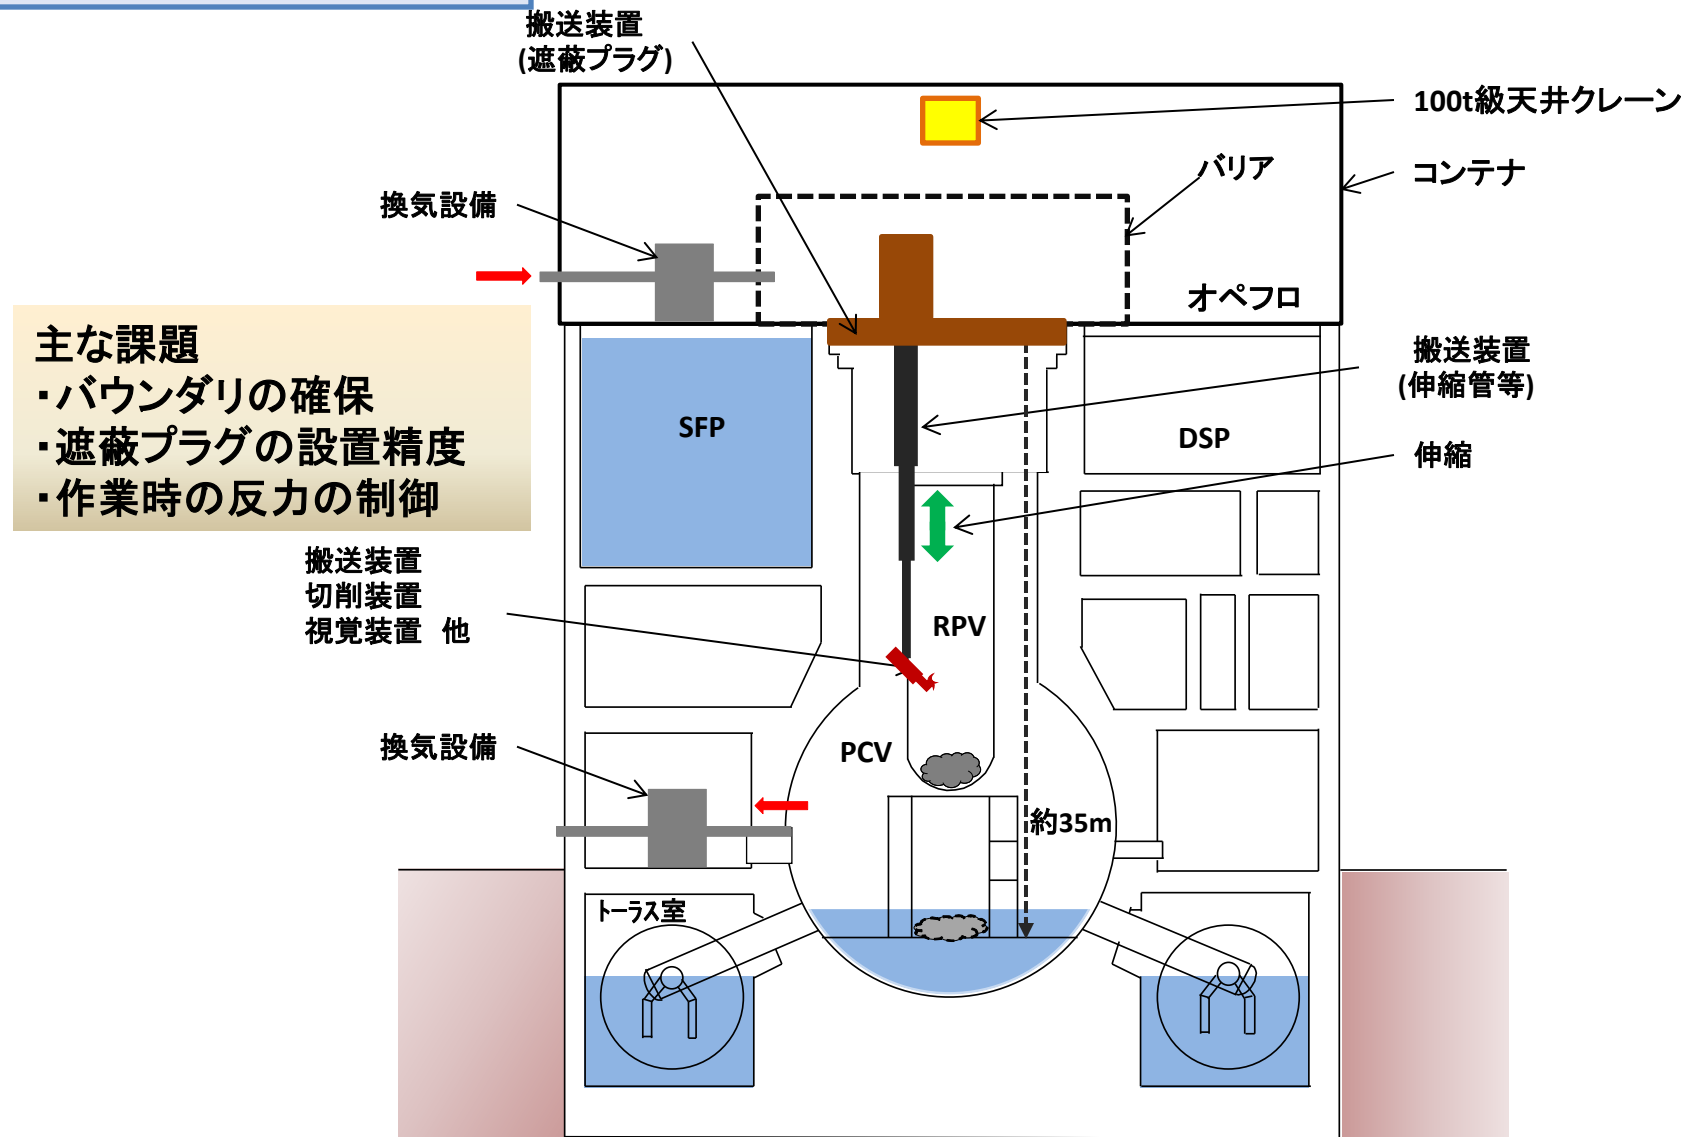 搬送装置
(遮蔽プラグ)
100t級天井クレーン
バリア
コンテナ
換気設備
オペフロ
主な課題
・バウンダリの確保
・遮蔽プラグの設置精度
・作業時の反力の制御
搬送装置
(伸縮管等)
SFP
DSP
伸縮
搬送装置
切削装置
視覚装置 他
RPV
換気設備
PCV
約35m
トーラス室